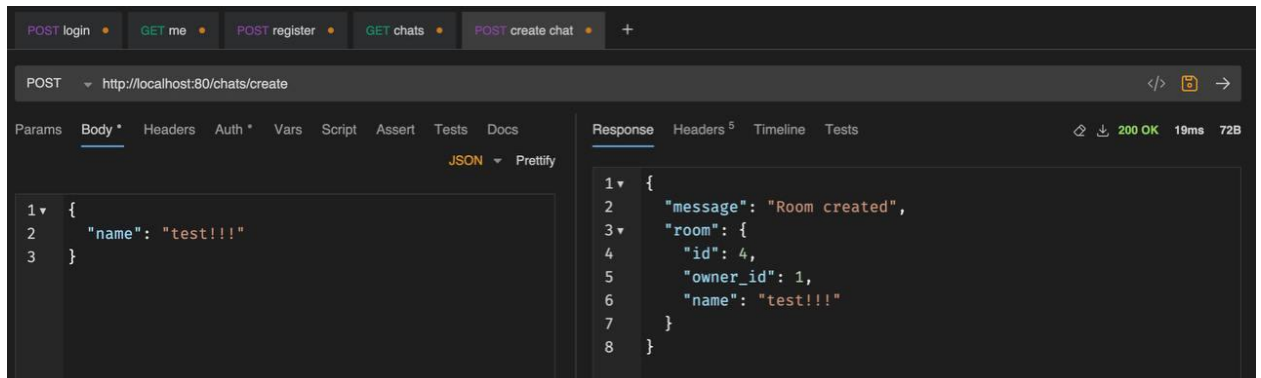 POST login GET me POST register GET chats POST create chat +
POST http://localhost:80/chats/create </>
Params Body * Headers Auth * Vars Script Assert Tests Docs
JSON Prettify
1 {
2 "name": "test!!!"
3 }
Response Headers 5 Timeline Tests 200 OK 19ms 72B
1 {
2 "message": "Room created",
3 "room": {
4 "id": 4,
5 "owner_id": 1,
6 "name": "test!!!"
7 }
8 }